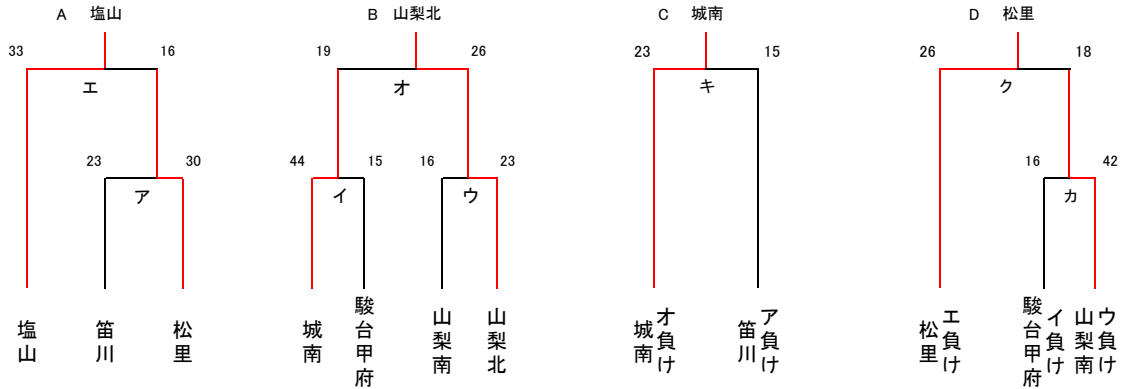 A 塩山
B 山梨北
C 城南
D 松里
33 16
19 26
23 15
26 18
エ
オ
キ
ク
23 30
44 15
16 23
16 42
ア
イ
ウ
カ
塩山
笛川
松里
城南
駿台甲府
山梨南
山梨北
オ負け
城南
ア負け
笛川
エ負け
松里
イ負け
駿台甲府
ウ負け
山梨南